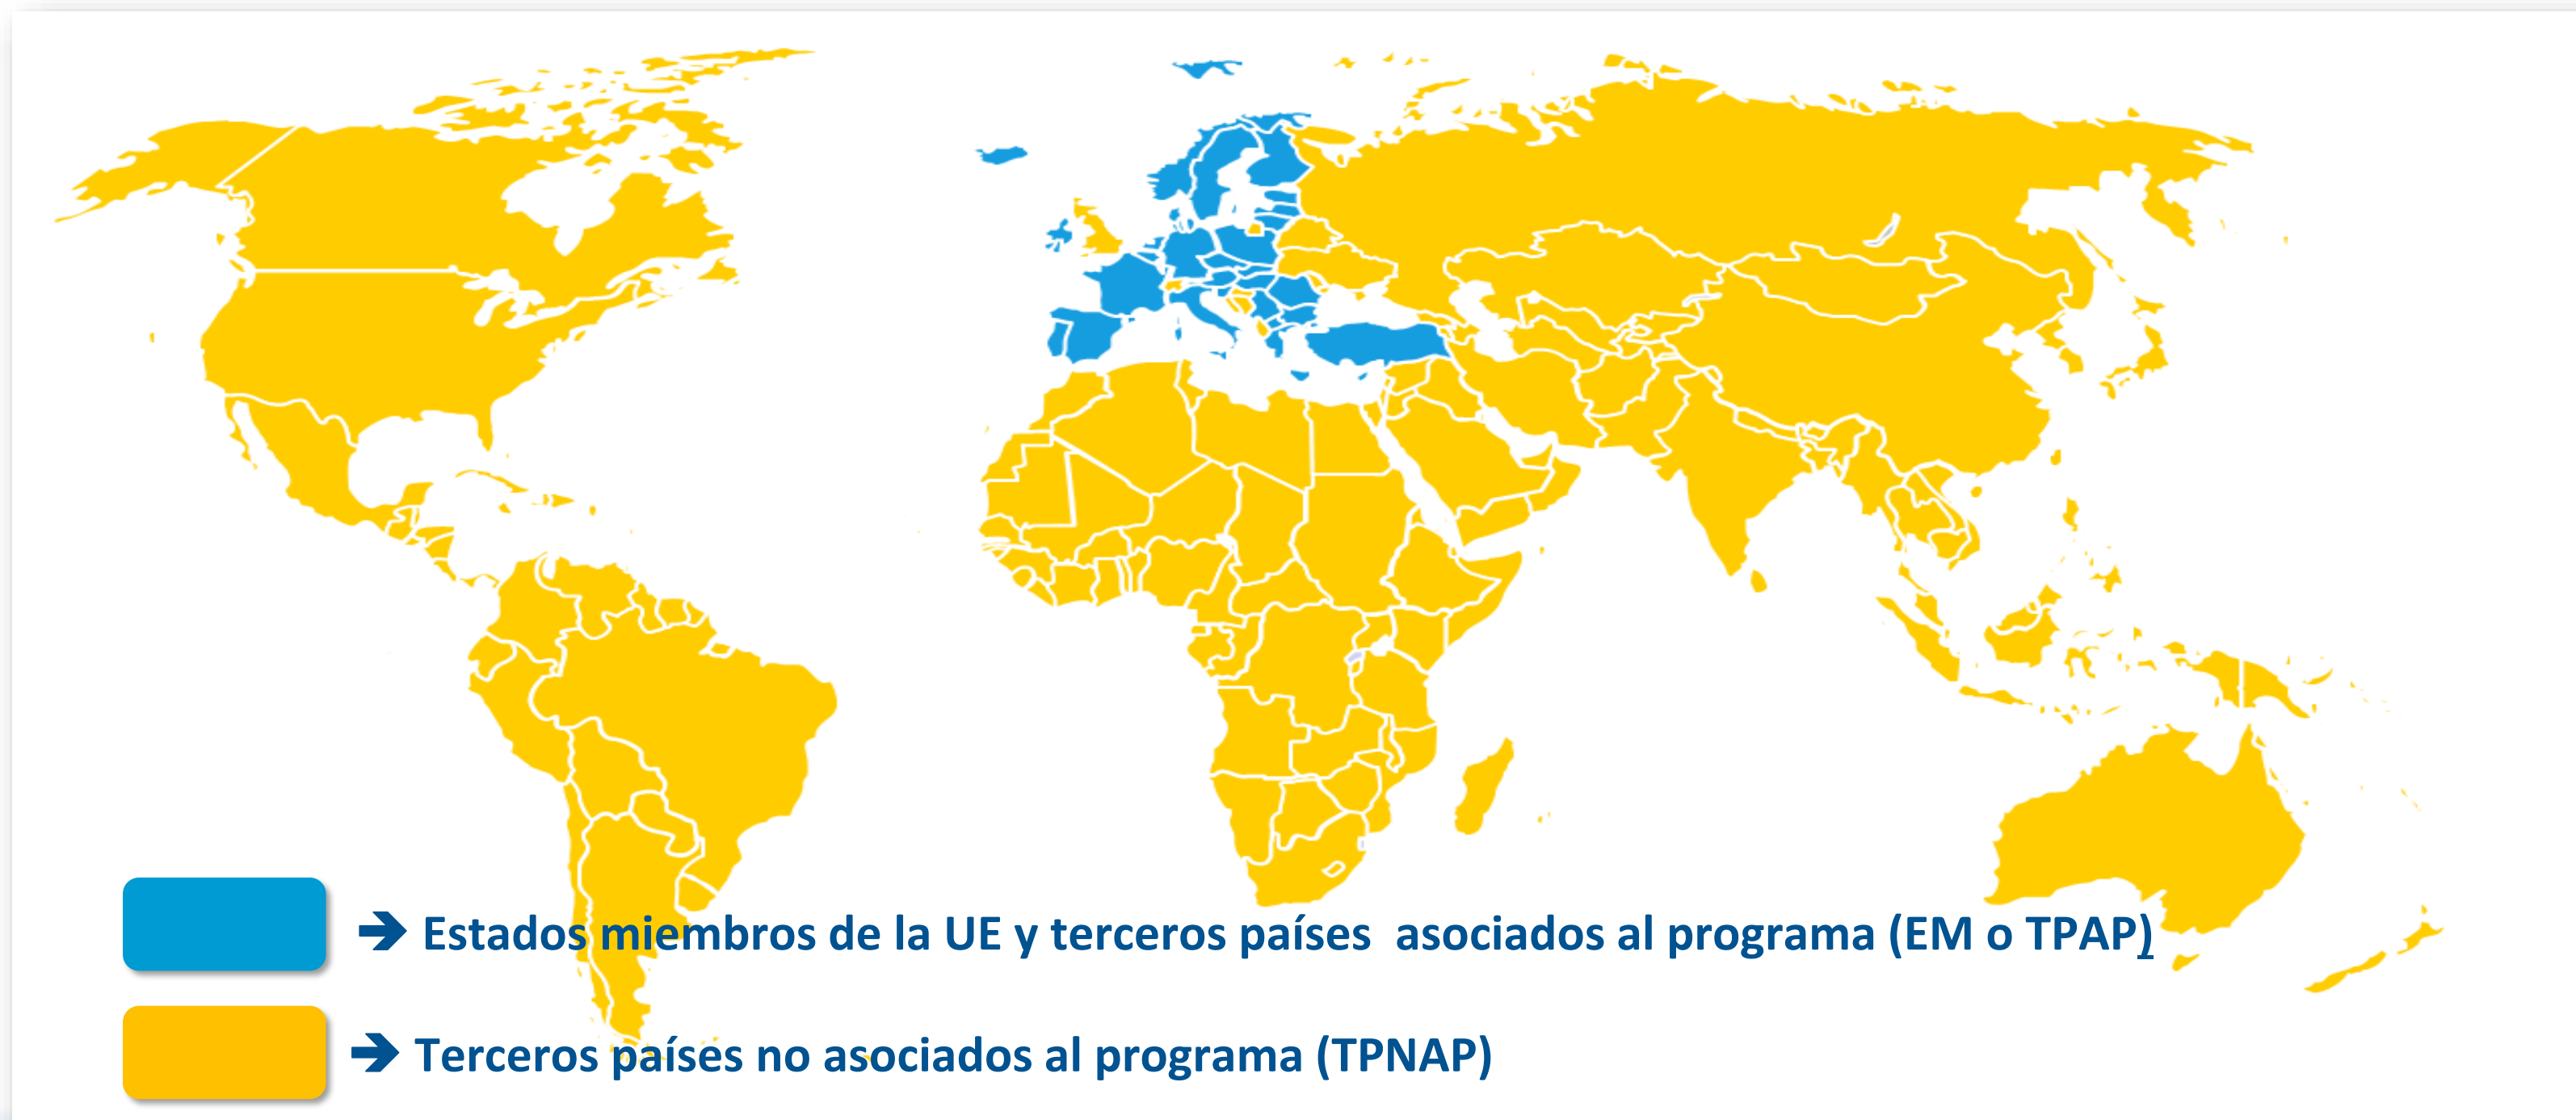 ➔ Estados miembros de la UE y terceros países asociados al programa (EM o TPAP)
➔ Terceros países no asociados al programa (TPNAP)